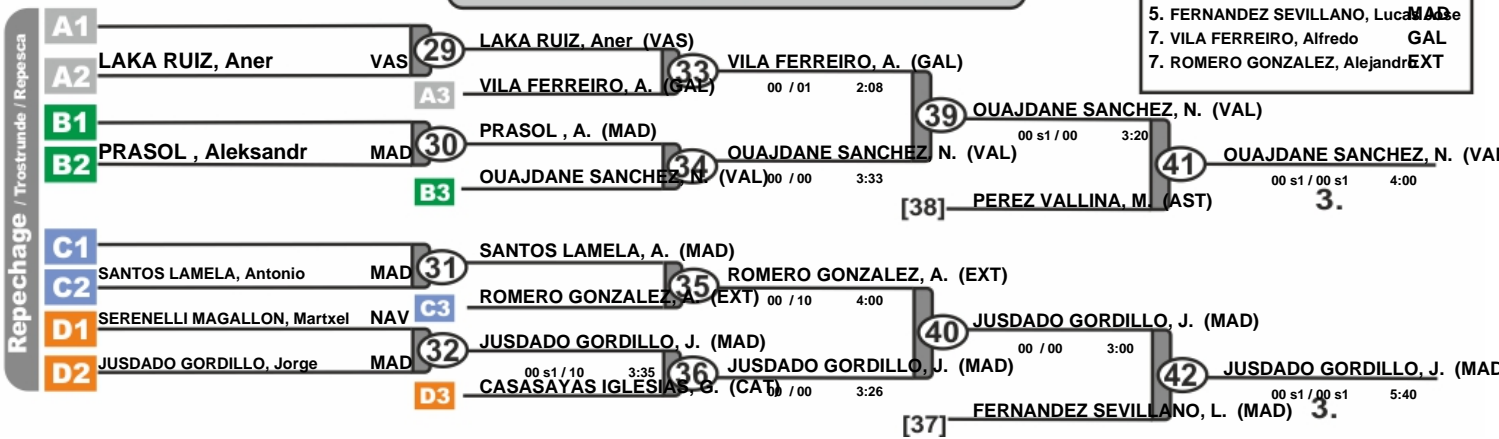 5. FERNANDEZ SEVILLANO, Lucas Jose MAD
7. VILA FERREIRO, Alfredo GAL
7. ROMERO GONZALEZ, Alejandro EXT
Repechage / Trostrunde / Repesca
A1
LAKA RUIZ, Aner VAS
A2
29
LAKA RUIZ, Aner (VAS)
A3
VILA FERREIRO, A. (GAL)
33
VILA FERREIRO, A. (GAL)
00 / 01 2:08
B1
PRASOL , Aleksandr MAD
B2
30
PRASOL , A. (MAD)
B3
OUAJDANE SANCHEZ, N. (VAL)
34
OUAJDANE SANCHEZ, N. (VAL)
00 / 00 3:33
39
OUAJDANE SANCHEZ, N. (VAL)
00 s1 / 00 3:20
[38]
PEREZ VALLINA, M. (AST)
41
OUAJDANE SANCHEZ, N. (VAL
00 s1 / 00 s1 4:00
3.
C1
SANTOS LAMELA, Antonio MAD
C2
31
SANTOS LAMELA, A. (MAD)
C3
ROMERO GONZALEZ, A. (EXT)
35
ROMERO GONZALEZ, A. (EXT)
00 / 10 4:00
D1
SERENELLI MAGALLON, Martxel NAV
JUSDADO GORDILLO, Jorge MAD
D2
32
JUSDADO GORDILLO, J. (MAD)
00 s1 / 10 3:35
D3
CASASAYAS IGLESIAS, G. (CAT)
36
JUSDADO GORDILLO, J. (MAD)
00 / 00 3:26
40
JUSDADO GORDILLO, J. (MAD)
00 / 00 3:00
[37]
FERNANDEZ SEVILLANO, L. (MAD)
42
JUSDADO GORDILLO, J. (MAD
00 s1 / 00 s1 5:40
3.